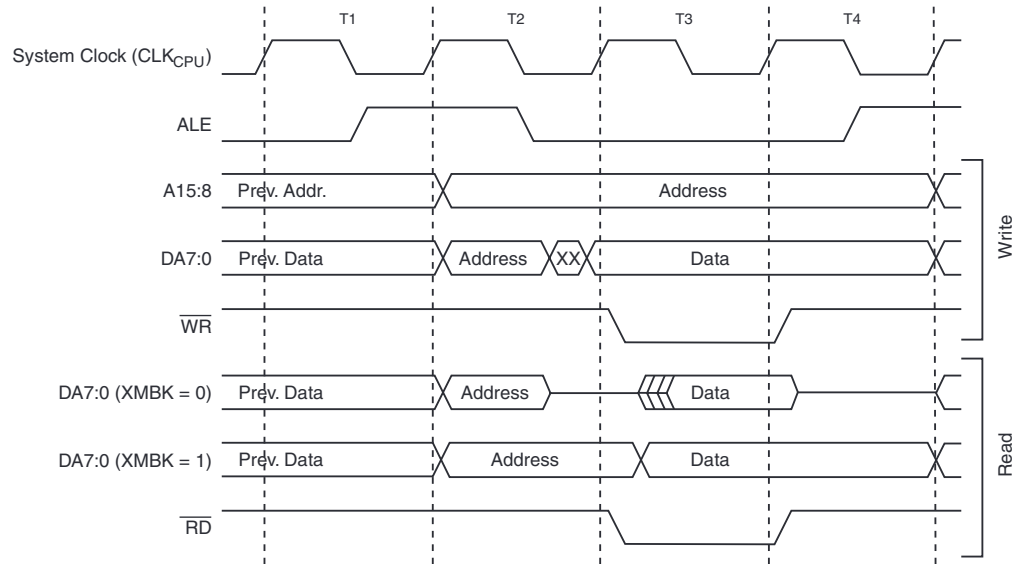 T1 T2 T3 T4
System Clock (CLKCPU)
ALE
A15:8 Prev. Addr. Address
DA7:0 Prev. Data Address XX Data
WR
Write
DA7:0 (XMBK = 0) Prev. Data Address Data
DA7:0 (XMBK = 1) Prev. Data Address Data
RD
Read